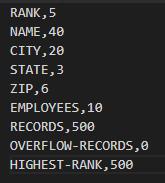 RANK,5
NAME,40
CITY,20
STATE,3
ZIP,6
EMPLOYEES,10
RECORDS,500
OVERFLOW-RECORDS,0
HIGHEST-RANK,500